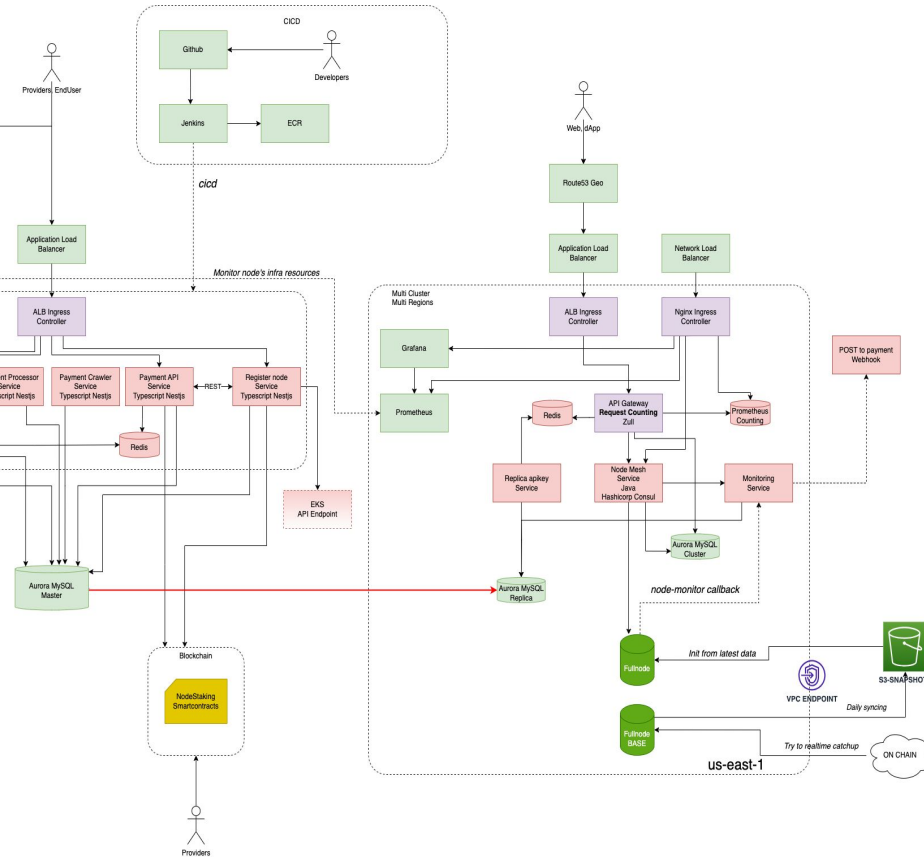 CICD
Github
Developers
Jenkins
ECR
cicd
Providers, EndUser
Application Load
Balancer
Monitor node's infra resources
ALB Ingress
Controller
nt Processor
Service
script Nestjs
Payment Crawler
Service
Typescript Nestjs
Payment API
Service
Typescript Nestjs
REST
Register node
Service
Typescript Nestjs
Redis
EKS
API Endpoint
Aurora MySQL
Master
Blockchain
NodeStaking
Smartcontracts
Providers
Web, dApp
Route53 Geo
Application Load
Balancer
Network Load
Balancer
Multi Cluster
Multi Regions
ALB Ingress
Controller
Nginx Ingress
Controller
Grafana
Prometheus
Redis
API Gateway
Request Counting
Zull
Prometheus
Counting
POST to payment
Webhook
Replica apikey
Service
Node Mesh
Service
Java
Hashicorp Consul
Monitoring
Service
Aurora MySQL
Cluster
Aurora MySQL
Replica
node-monitor callback
Fullnode
Init from latest data
VPC ENDPOINT
S3-SNAPSHOT
Daily syncing
Fullnode
BASE
Try to realtime catchup
ON CHAIN
us-east-1